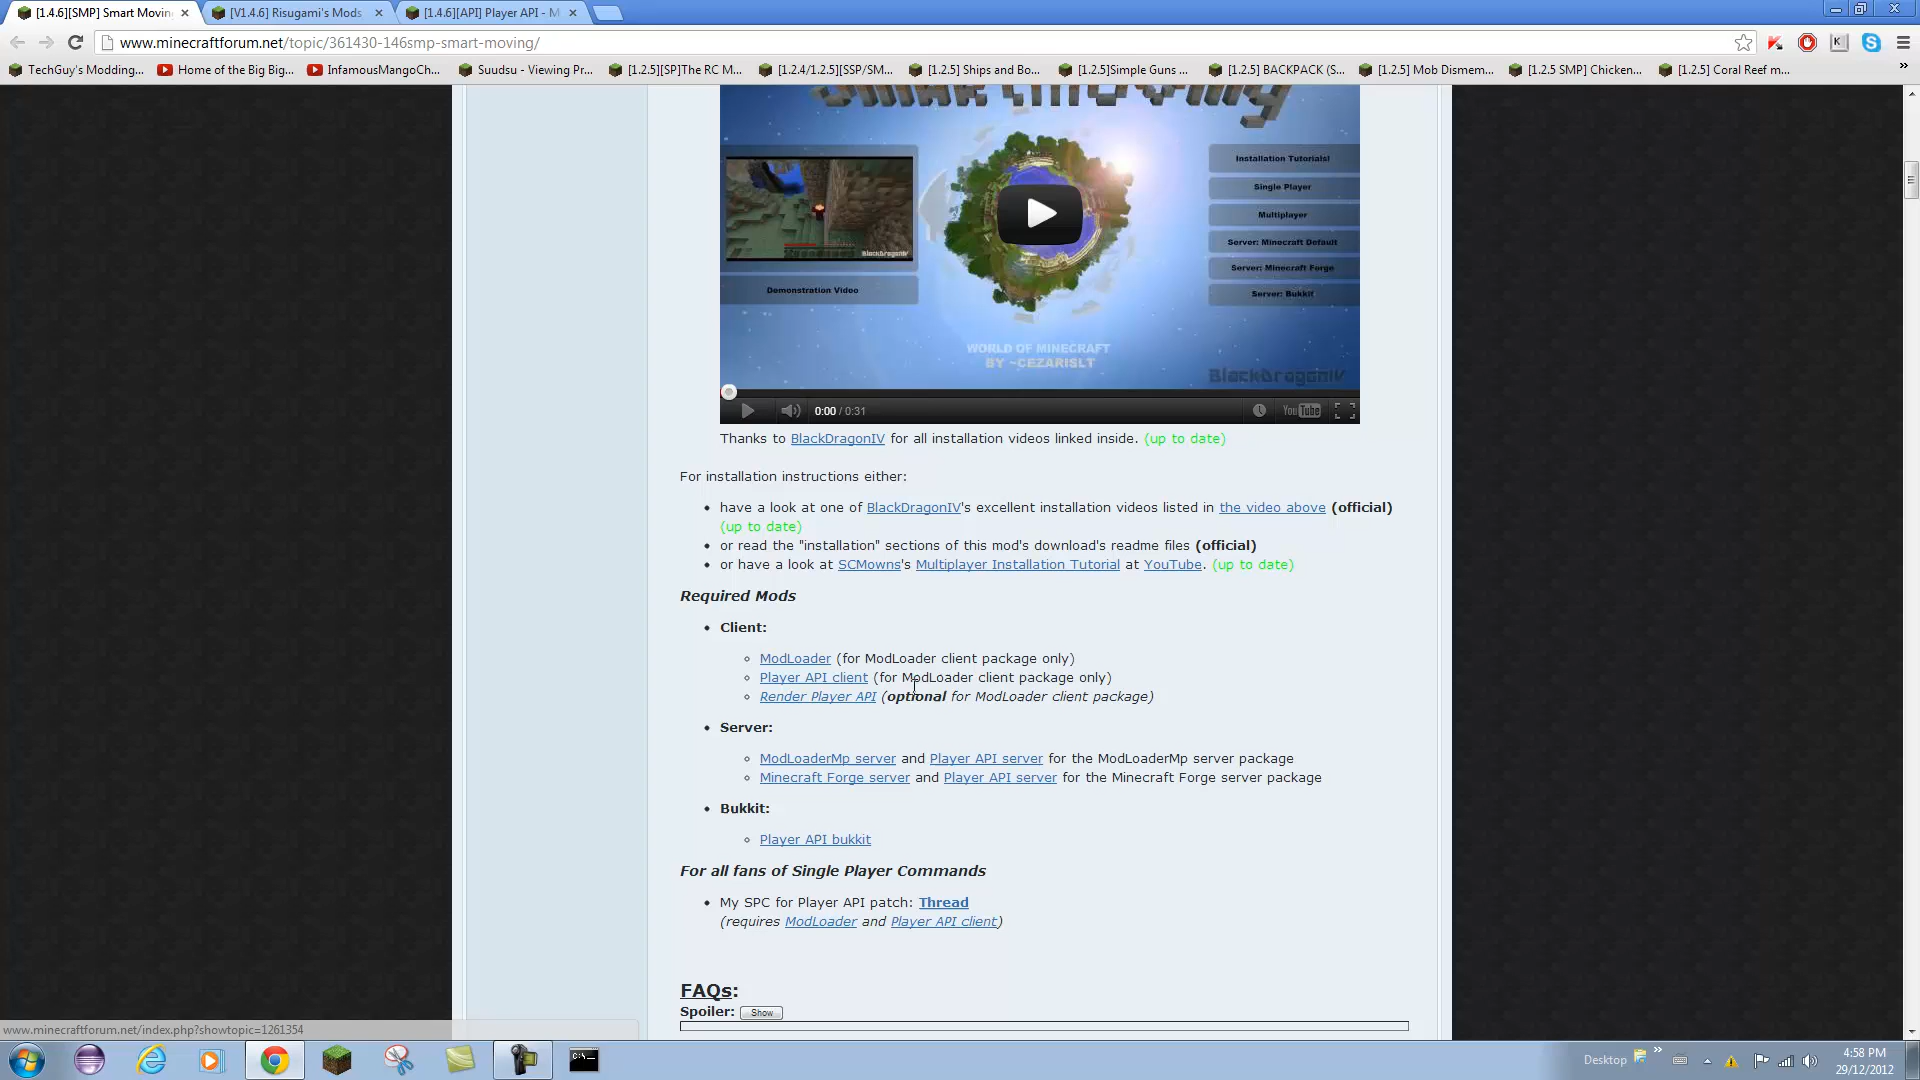 [1.4.6][SMP] Smart Moving
[V1.4.6] Risugami's Mods
[1.4.6][API] Player API - M
www.minecraftforum.net/topic/361430-146smp-smart-moving/
TechGuy's Modding...
Home of the Big Big...
InfamousMangoCh...
Suudsu - Viewing Pr...
[1.2.5][SP]The RC M...
[1.2.4/1.2.5][SSP/SM...
[1.2.5] Ships and Bo...
[1.2.5]Simple Guns ...
[1.2.5] BACKPACK (S...
[1.2.5] Mob Dismem...
[1.2.5 SMP] Chicken...
[1.2.5] Coral Reef m...
Smart Moving
Installation Tutorials!
Single Player
Multiplayer
Server: Minecraft Default
Server: Minecraft Forge
Server: Bukkit
BlackDragonIV
Demonstration Video
WORLD OF MINECRAFT
BY ~CEZARISLT
BlackDragonIV
0:00 / 0:31
YouTube
Thanks to BlackDragonIV for all installation videos linked inside. (up to date)
For installation instructions either:
have a look at one of BlackDragonIV's excellent installation videos listed in the video above (official)
(up to date)
or read the "installation" sections of this mod's download's readme files (official)
or have a look at SCMowns's Multiplayer Installation Tutorial at YouTube. (up to date)
Required Mods
Client:
ModLoader (for ModLoader client package only)
Player API client (for ModLoader client package only)
Render Player API (optional for ModLoader client package)
Server:
ModLoaderMp server and Player API server for the ModLoaderMp server package
Minecraft Forge server and Player API server for the Minecraft Forge server package
Bukkit:
Player API bukkit
For all fans of Single Player Commands
My SPC for Player API patch: Thread
(requires ModLoader and Player API client)
FAQs:
Spoiler: Show
www.minecraftforum.net/index.php?showtopic=1261354
Desktop
4:58 PM
29/12/2012